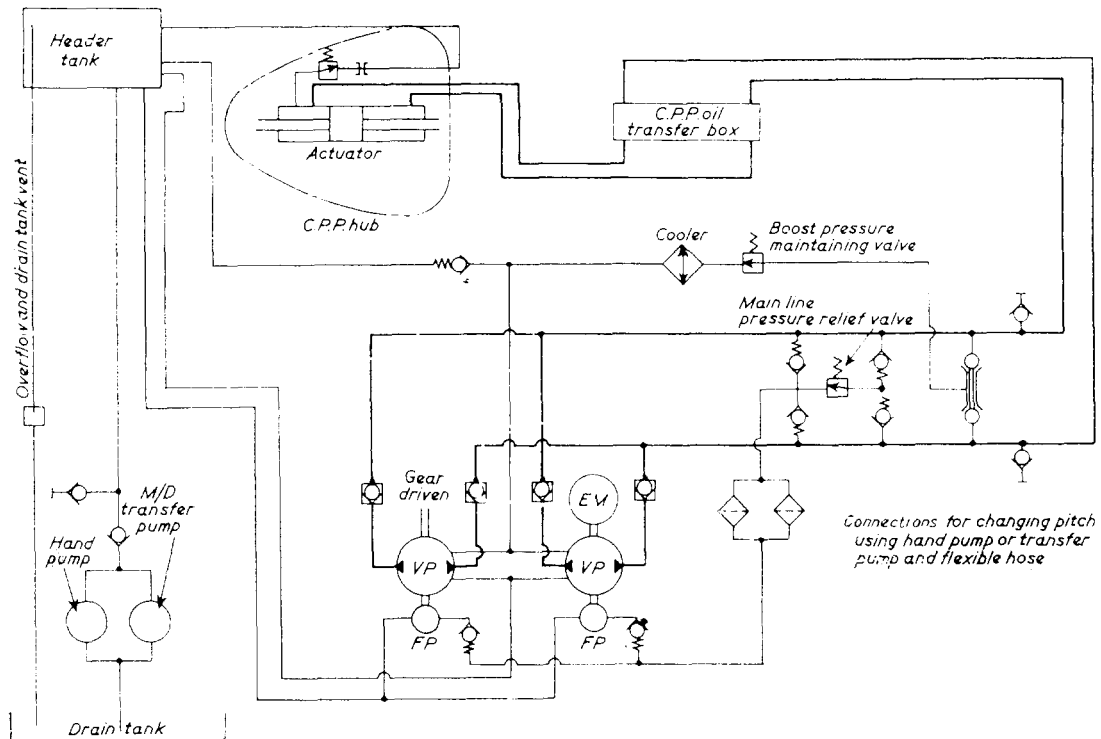 Header
tank
Actuator
C.P.P. hub
C.P.P. oil
transfer box
Cooler
Boost pressure
maintaining valve
Main line
pressure relief valve
Overflow and drain tank vent
M/D
transfer
pump
Hand
pump
Gear
driven
EM
VP
VP
FP
FP
Connections for changing pitch
using hand pump or transfer
pump and flexible hose
Drain tank